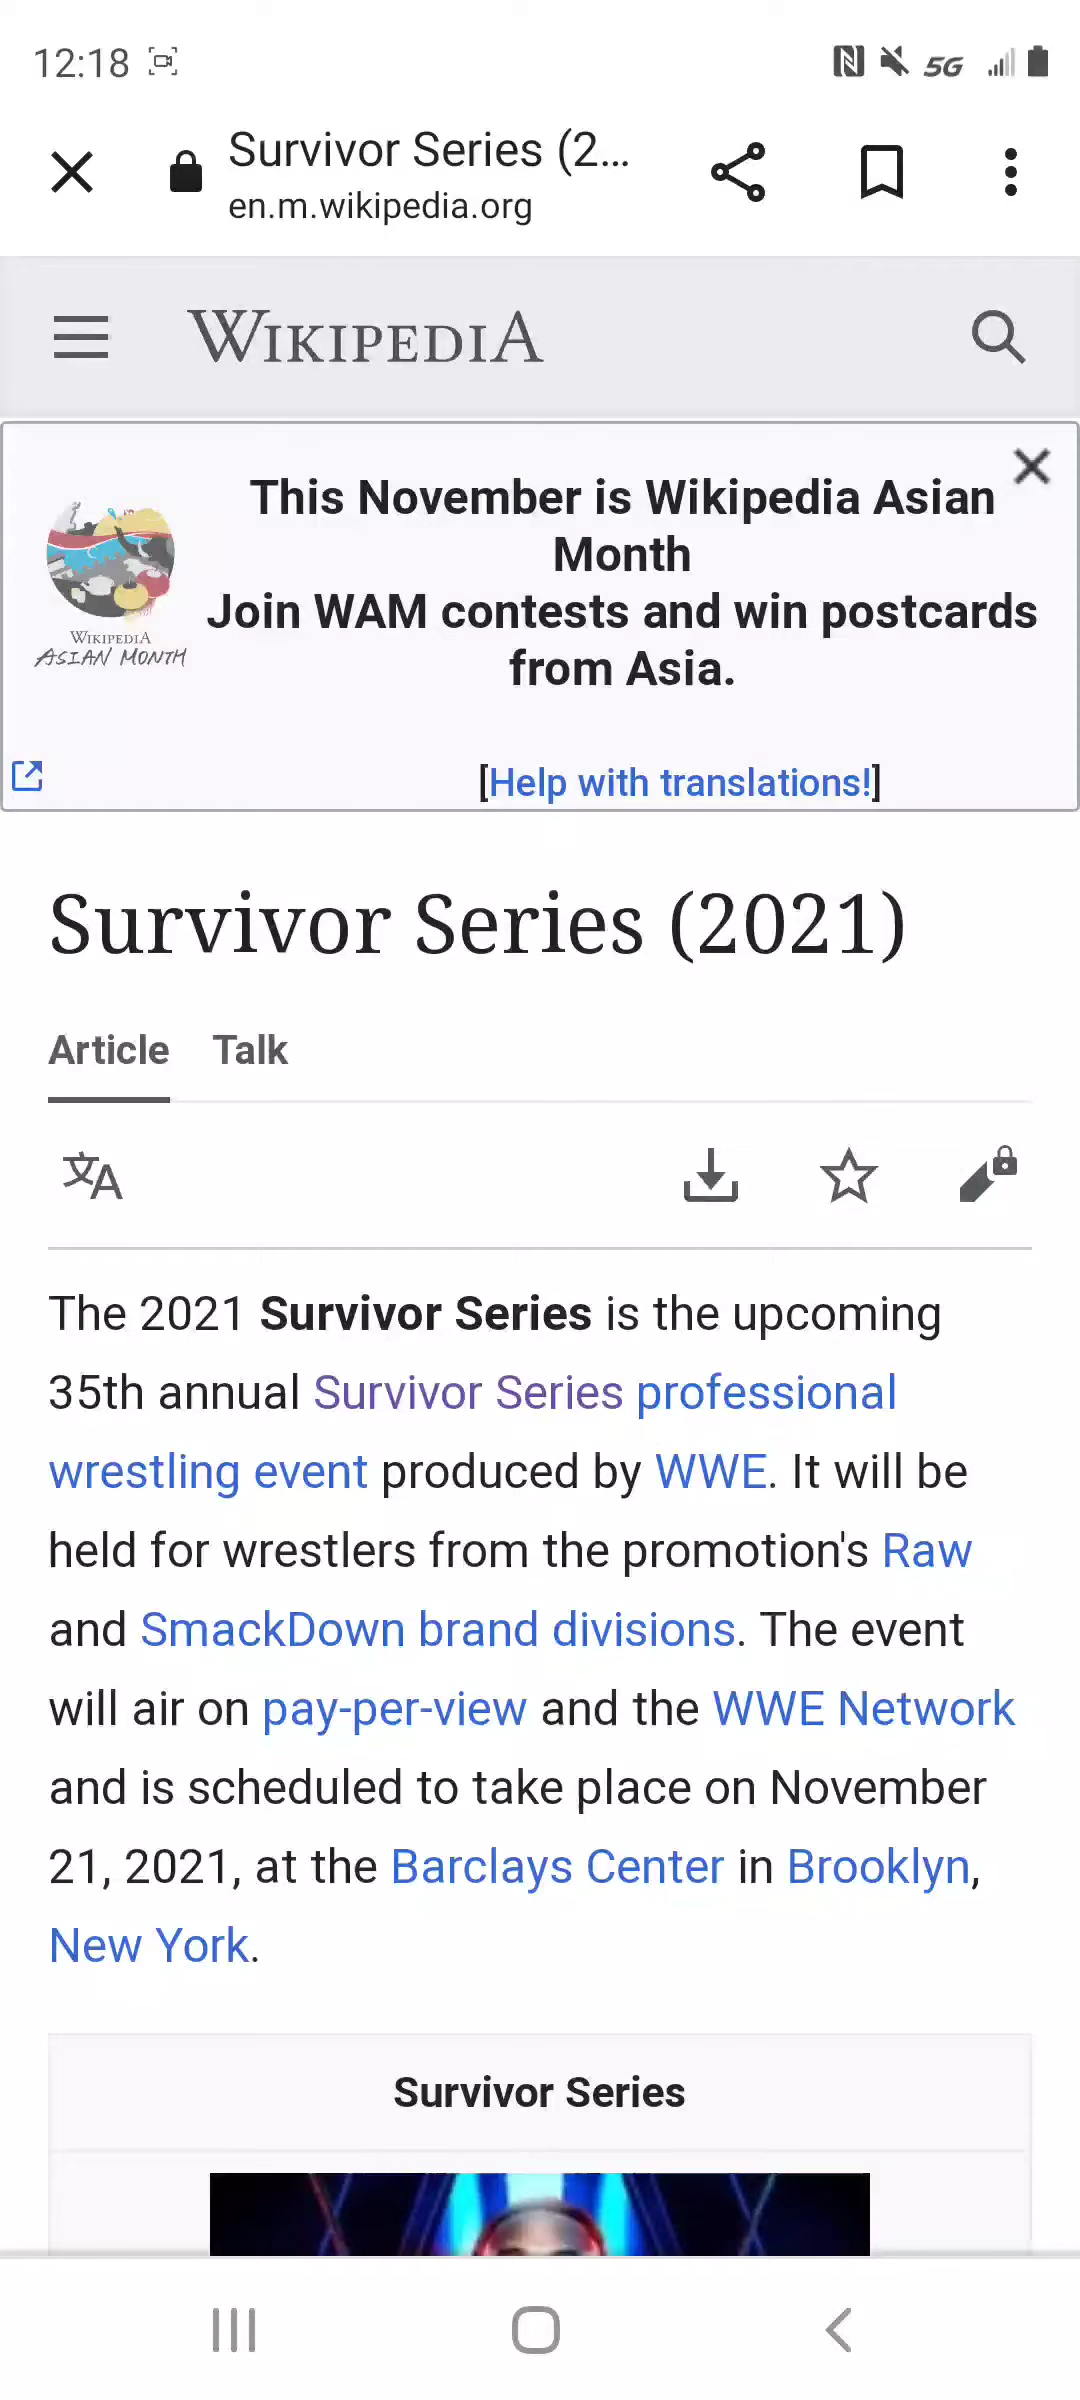 12:18
5G
Survivor Series (2...
en.m.wikipedia.org
WIKIPEDIA
This November is Wikipedia Asian
Month
Join WAM contests and win postcards
from Asia.
WIKIPEDIA
ASIAN MONTH
[Help with translations!]
Survivor Series (2021)
Article Talk
The 2021 Survivor Series is the upcoming
35th annual Survivor Series professional
wrestling event produced by WWE. It will be
held for wrestlers from the promotion's Raw
and SmackDown brand divisions. The event
will air on pay-per-view and the WWE Network
and is scheduled to take place on November
21, 2021, at the Barclays Center in Brooklyn,
New York.
Survivor Series